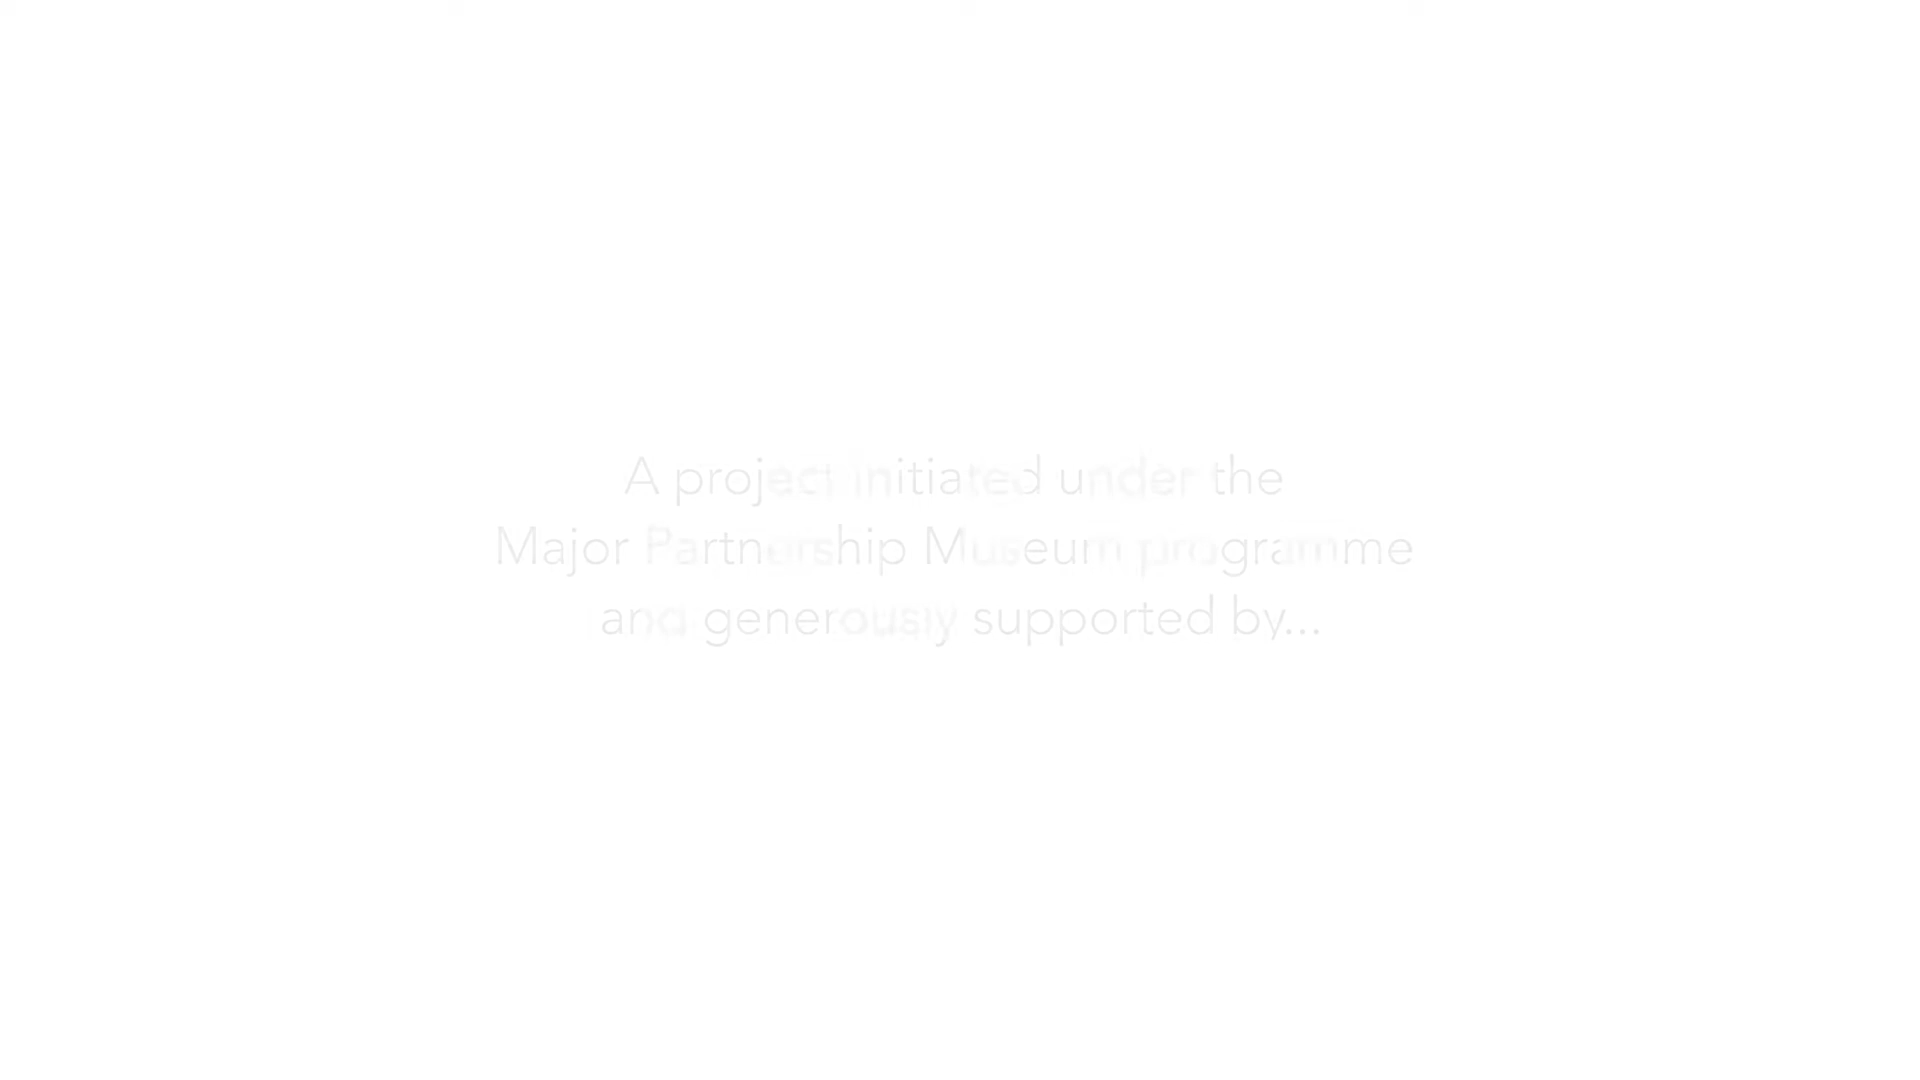 A project initiated under the
Major Partnership Museum programme
and generously supported by...